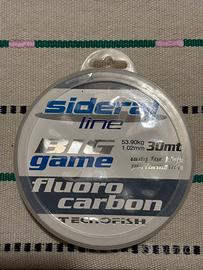 sideral
line
53.90kg
1.02mm
30mt
BIG
game
fluoro
carbon
TECNOFISH